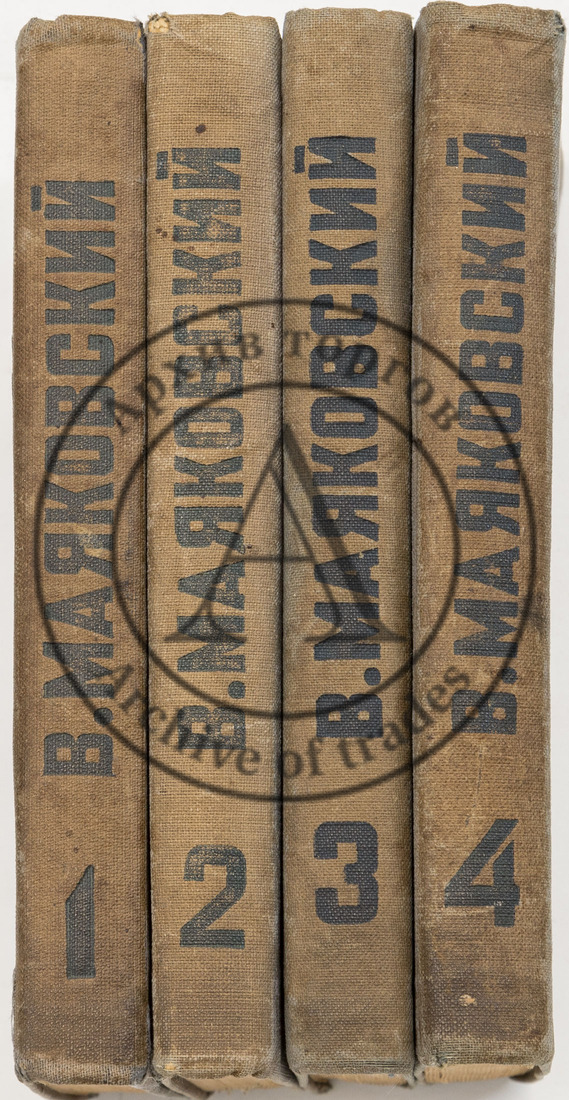 В. МАЯКОВСКИЙ
1
В. МАЯКОВСКИЙ
2
В. МАЯКОВСКИЙ
3
В. МАЯКОВСКИЙ
4
Архив торгов
А
Archive of trades